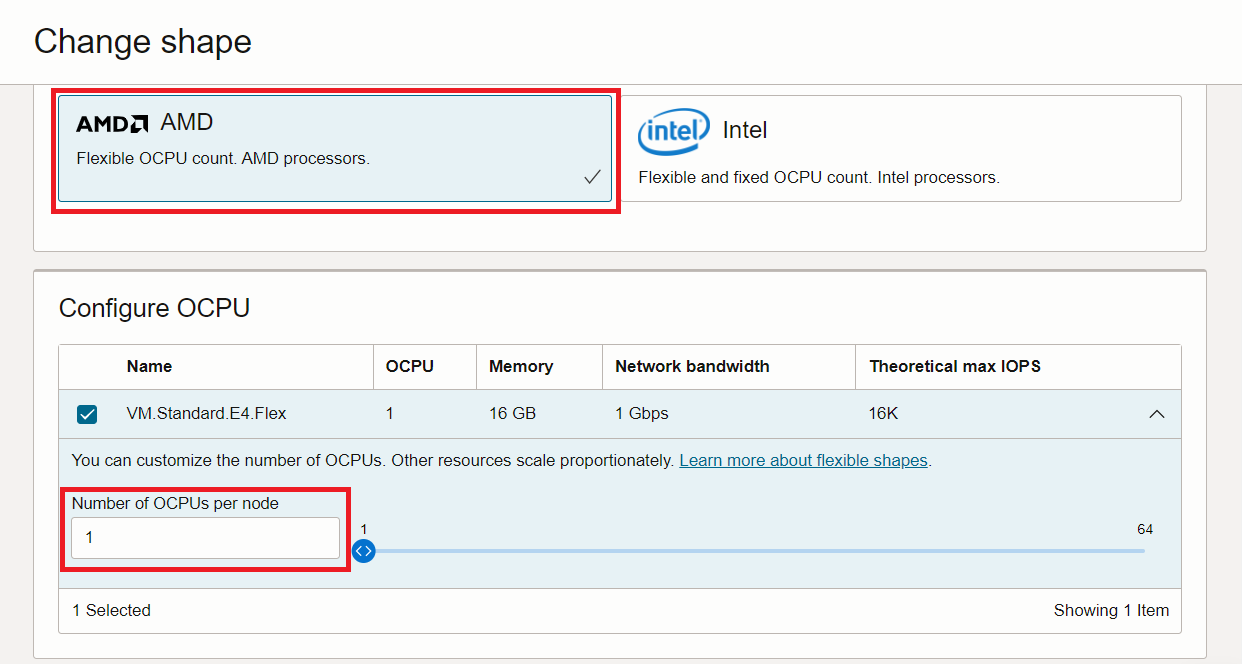 Change shape
AMD AMD
Flexible OCPU count. AMD processors.
intel Intel
Flexible and fixed OCPU count. Intel processors.
Configure OCPU
Name OCPU Memory Network bandwidth Theoretical max IOPS
VM.Standard.E4.Flex 1 16 GB 1 Gbps 16K
You can customize the number of OCPUs. Other resources scale proportionately. Learn more about flexible shapes.
Number of OCPUs per node
1 64
1
1 Selected Showing 1 Item